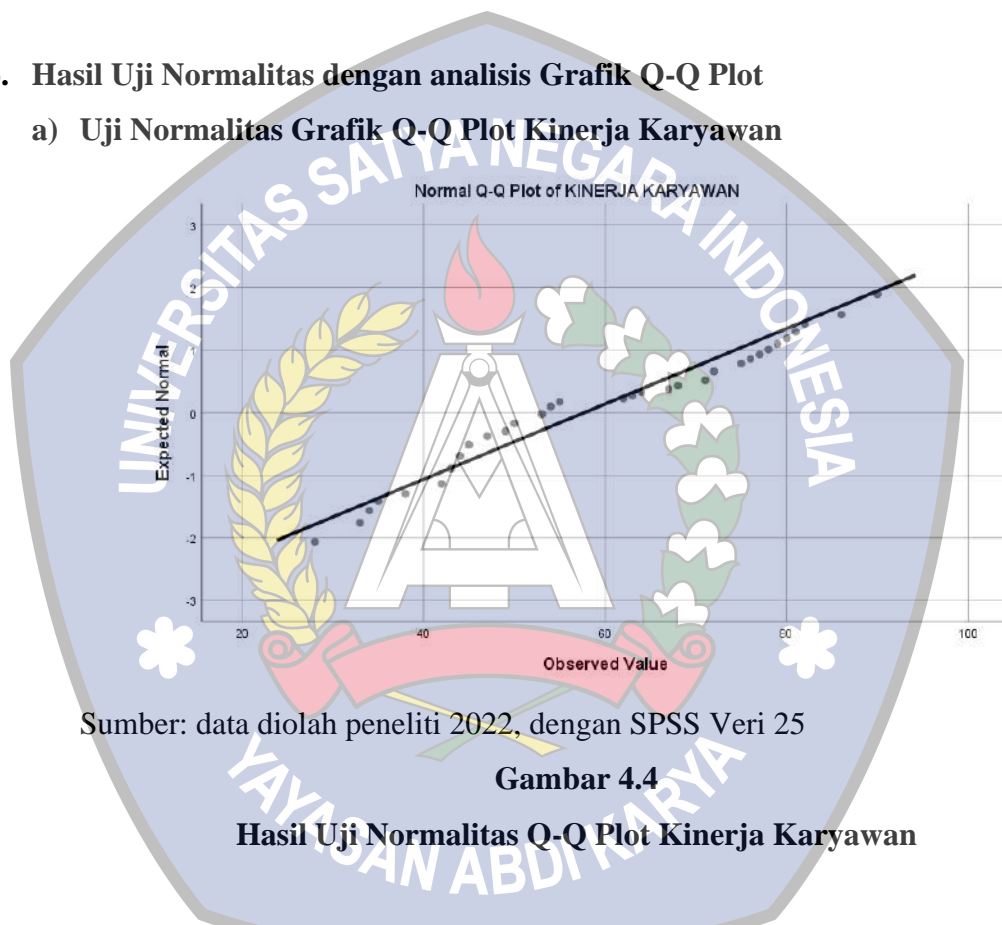 . Hasil Uji Normalitas dengan analisis Grafik Q-Q Plot
a) Uji Normalitas Grafik Q-Q Plot Kinerja Karyawan
UNIVERSITAS SATYA NEGARA INDONESIA
Normal Q-Q Plot of KINERJA KARYAWAN
Expected Normal
3
2
1
0
-1
-2
-3
20 40 60 80 100
Observed Value
Sumber: data diolah peneliti 2022, dengan SPSS Veri 25
Gambar 4.4
Hasil Uji Normalitas Q-Q Plot Kinerja Karyawan
YAYASAN ABDI KARYA